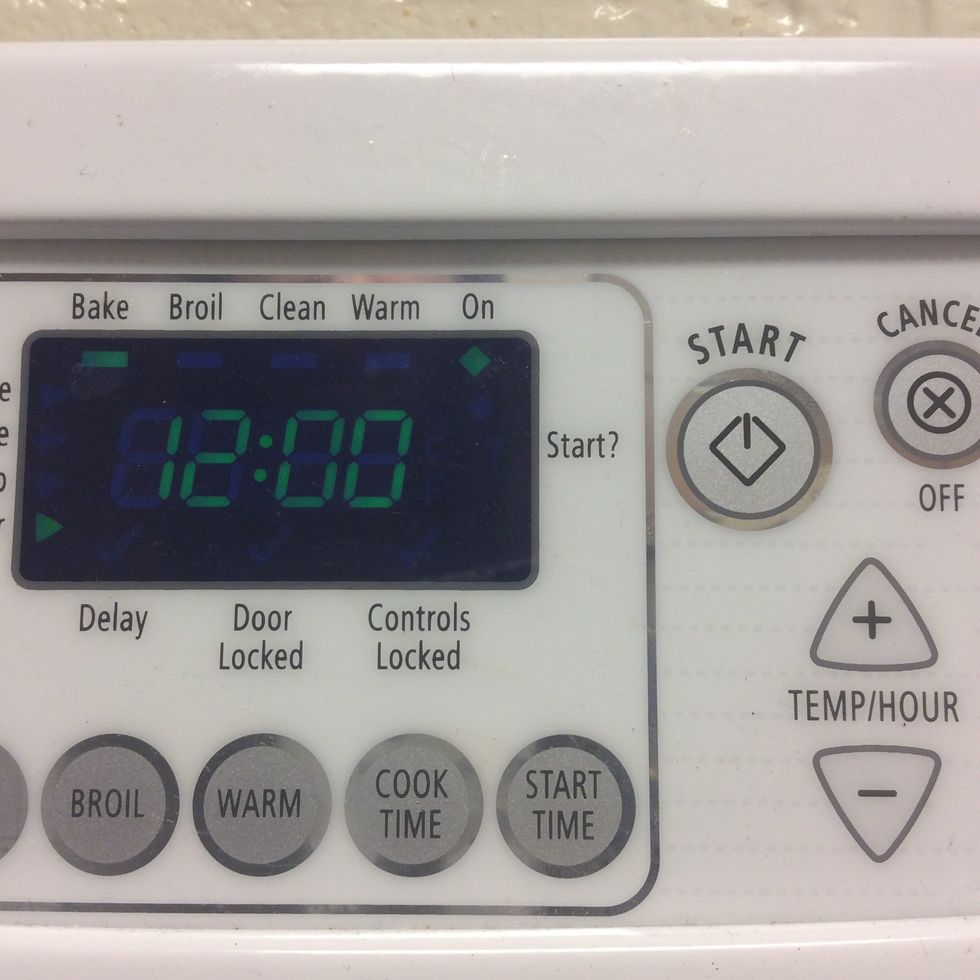 Bake Broil Clean Warm On
START
CANCE
12:00
Start?
OFF
Delay
Door
Locked
Controls
Locked
TEMP/HOUR
BROIL
WARM
COOK
TIME
START
TIME